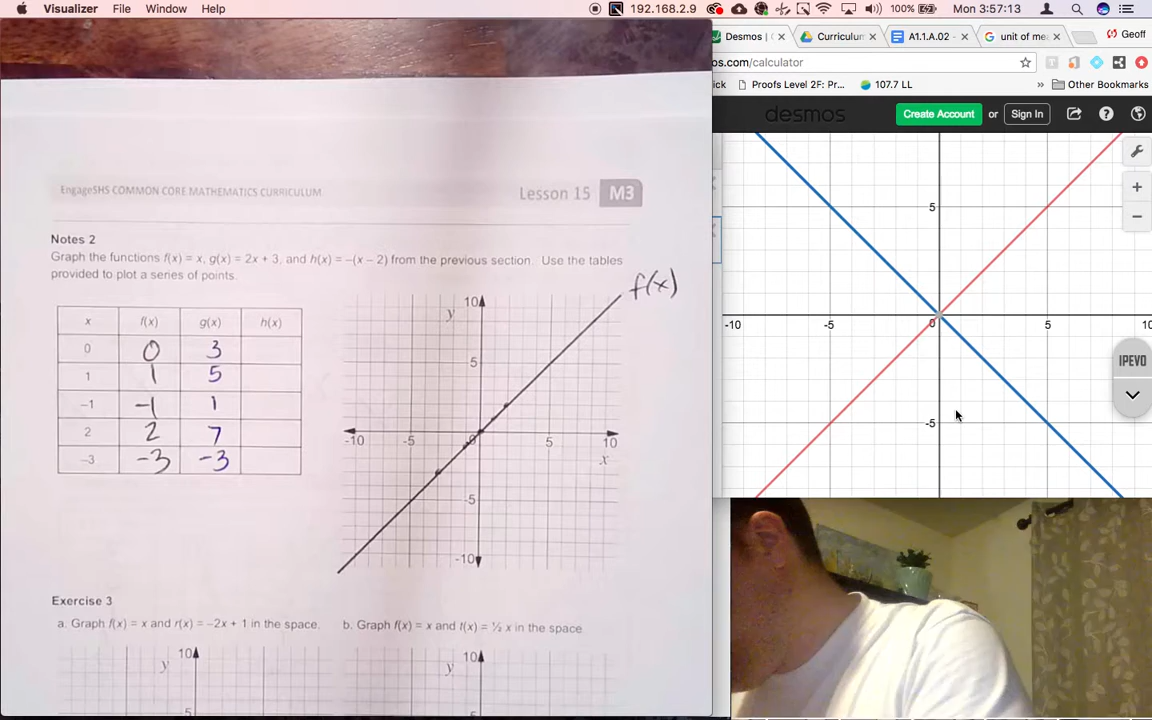 Visualizer File Window Help 192.168.2.9 100% Mon 3:57:13
Desmos | Curriculum A1.1.A.02 - unit of me Geoff
os.com/calculator
ick Proofs Level 2F: Pr... 107.7 LL » Other Bookmarks
desmos Create Account or Sign In
EngageSHS COMMON CORE MATHEMATICS CURRICULUM Lesson 15 M3
Notes 2
Graph the functions f(x) = x, g(x) = 2x + 3, and h(x) = –(x – 2) from the previous section. Use the tables
provided to plot a series of points.
x f(x) g(x) h(x)
0 0 3
1 1 5
–1 -1 1
2 2 7
–3 -3 -3
f(x)
10
y
5
-10 -5 0 5 10
x
-5
-10
5
-10 -5 0 5 10
-5
IPEVO
Exercise 3
a. Graph f(x) = x and r(x) = –2x + 1 in the space.
b. Graph f(x) = x and t(x) = ½ x in the space
10
y
5
10
y
5